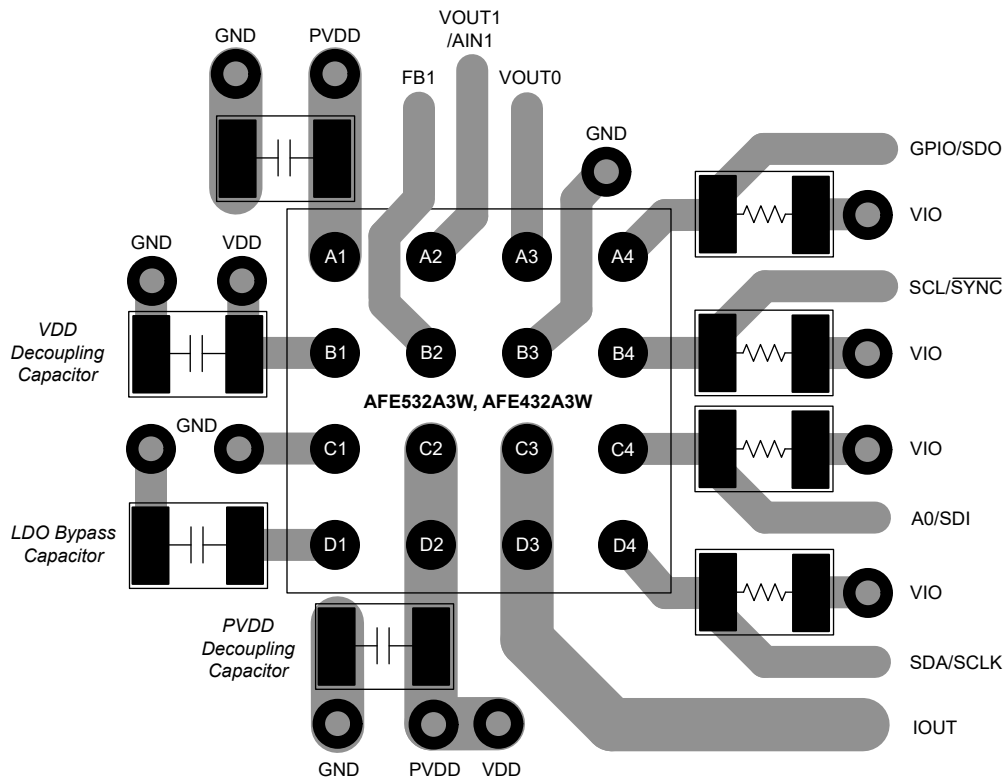 VOUT1
/AIN1
GND
PVDD
FB1
VOUT0
GND
GPIO/SDO
VIO
GND
VDD
A1
A2
A3
A4
SCL/SYNC
VDD
Decoupling
Capacitor
B1
B2
B3
B4
VIO
AFE532A3W, AFE432A3W
GND
C1
C2
C3
C4
VIO
LDO Bypass
Capacitor
A0/SDI
D1
D2
D3
D4
VIO
PVDD
Decoupling
Capacitor
SDA/SCLK
IOUT
GND
PVDD
VDD